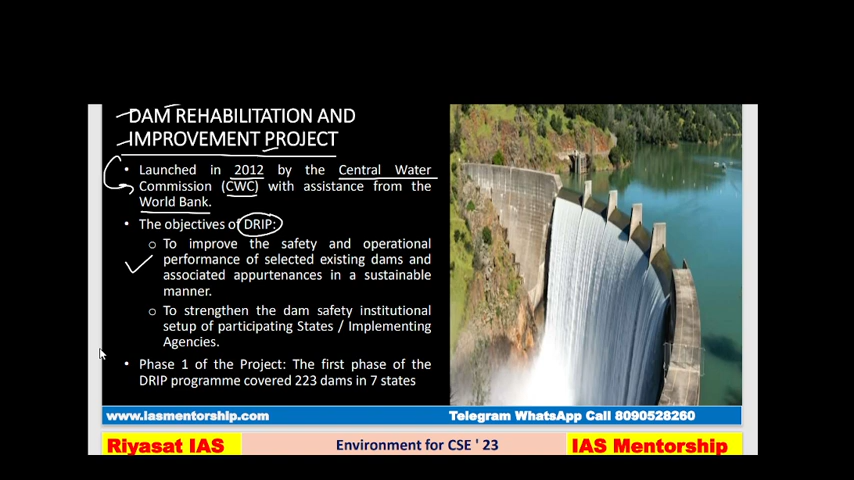 DAM REHABILITATION AND
IMPROVEMENT PROJECT
• Launched in 2012 by the Central Water
Commission (CWC) with assistance from the
World Bank.
• The objectives of DRIP:
o To improve the safety and operational
performance of selected existing dams and
associated appurtenances in a sustainable
manner.
o To strengthen the dam safety institutional
setup of participating States / Implementing
Agencies.
• Phase 1 of the Project: The first phase of the
DRIP programme covered 223 dams in 7 states
www.iasmentorship.com
Telegram WhatsApp Call 8090528260
Riyasat IAS
Environment for CSE ' 23
IAS Mentorship